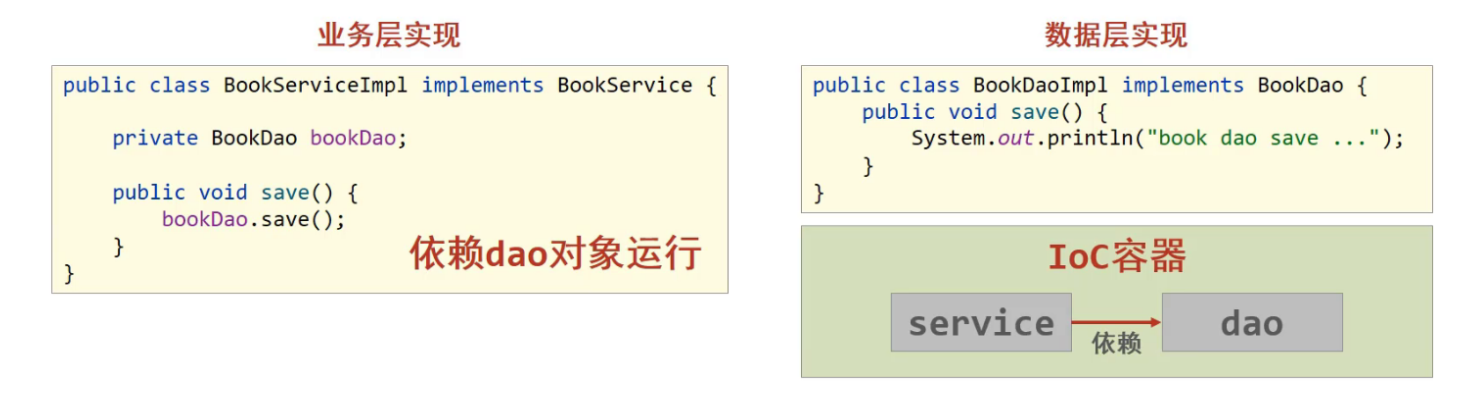 业务层实现
public class BookServiceImpl implements BookService {
    private BookDao bookDao;
    public void save() {
        bookDao.save();
    }
}
依赖dao对象运行
数据层实现
public class BookDaoImpl implements BookDao {
    public void save() {
        System.out.println("book dao save ...");
    }
}
IoC容器
service
依赖
dao